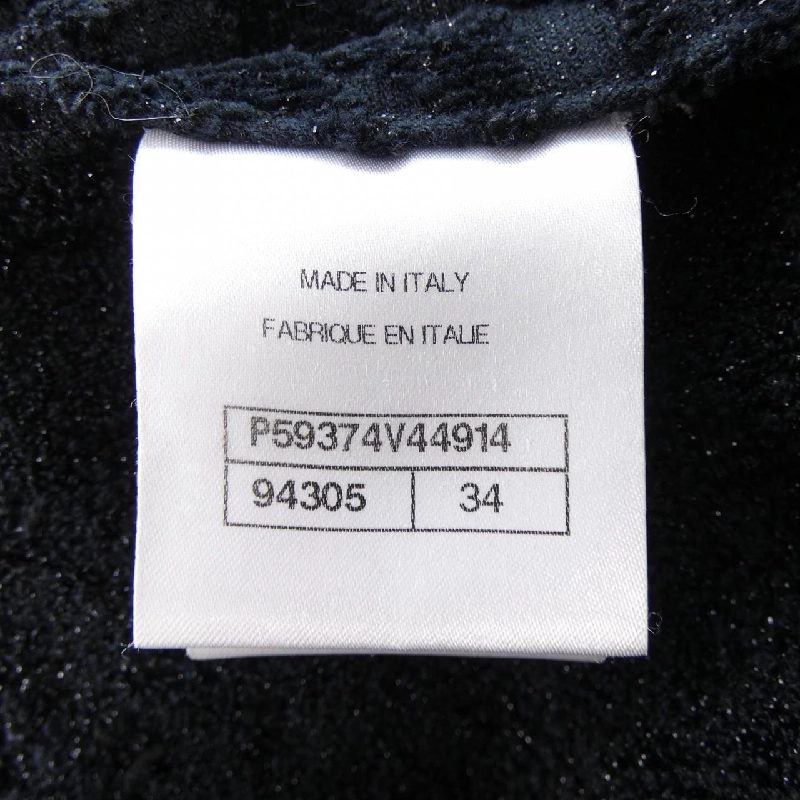 MADE IN ITALY
FABRIQUE EN ITALIE
P59374V44914
94305 34